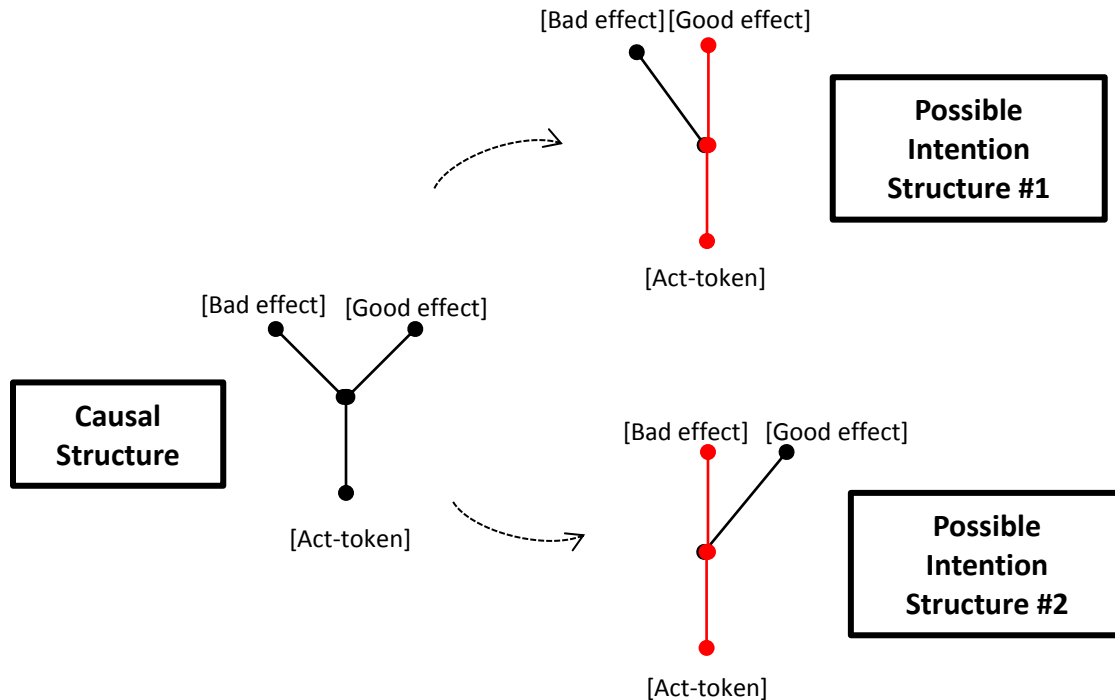 [Bad effect] [Good effect]
Possible
Intention
Structure #1
[Act-token]
[Bad effect] [Good effect]
Causal
Structure
[Act-token]
[Bad effect] [Good effect]
Possible
Intention
Structure #2
[Act-token]